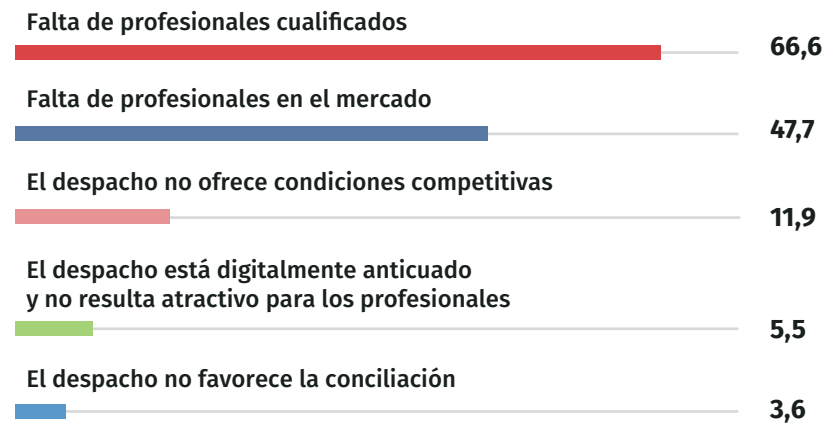 Falta de profesionales cualificados
66,6
Falta de profesionales en el mercado
47,7
El despacho no ofrece condiciones competitivas
11,9
El despacho está digitalmente anticuado
y no resulta atractivo para los profesionales
5,5
El despacho no favorece la conciliación
3,6